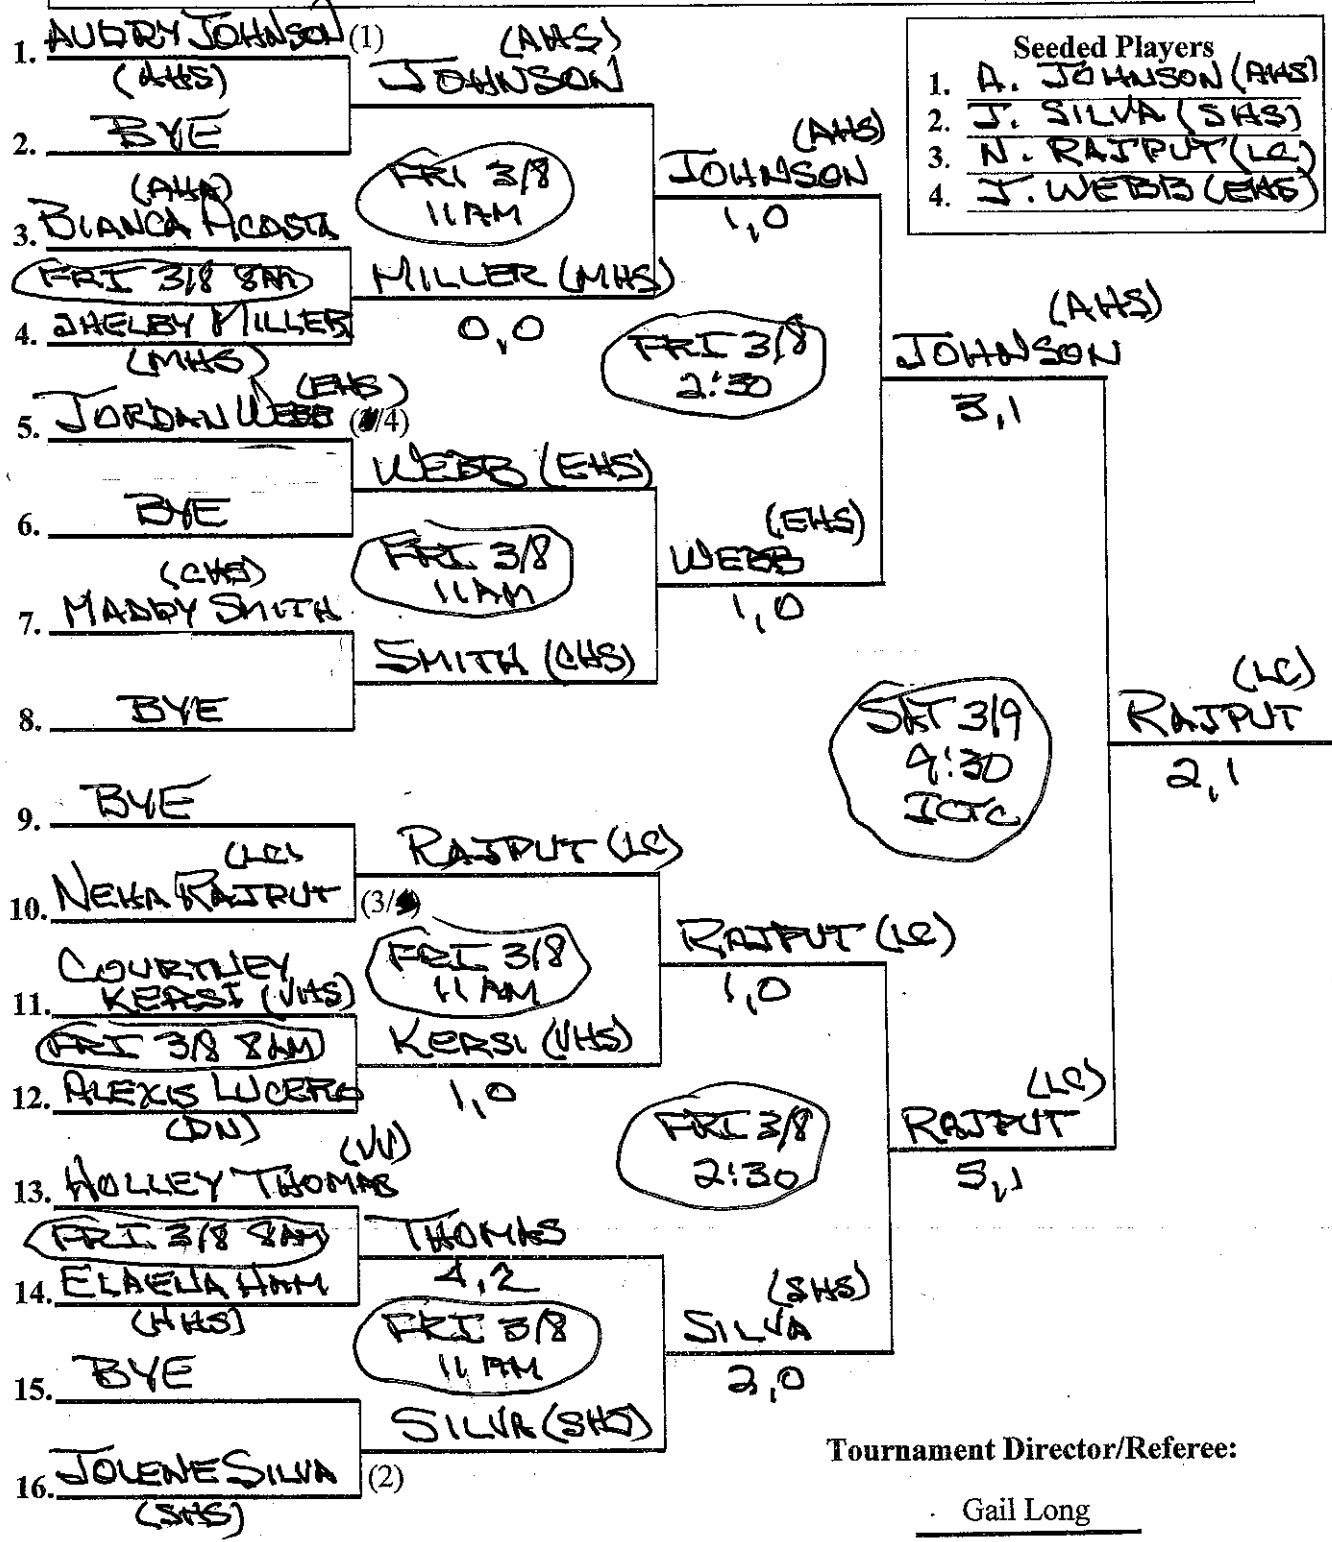 1. AUDRY JOHNSON (1)
(AHS)
2. BYE
(AHA)
3. BIANCA ACOSTA
FRI 3/8 8AM
4. SHELBY MILLER
(MHS)
(EHS)
5. JORDAN WEBB (/4)
6. BYE
(CHS)
7. MADDY SMITH
8. BYE
9. BYE
(LC)
10. NEHA RAJPUT (3/
COURTNEY
11. KERSI (VHS)
FRI 3/8 8AM
12. ALEXIS LUCERO
(DN)
(VV)
13. HOLLEY THOMAS
FRI 3/8 8AM
14. ELAENA HAM
(HHS)
15. BYE
16. JOLENE SILVA (2)
(SHS)
(AHS)
JOHNSON
FRI 3/8
11AM
MILLER (MHS)
0,0
WEBB (EHS)
FRI 3/8
11AM
SMITH (CHS)
RAJPUT (LC)
FRI 3/8
11AM
KERSI (VHS)
1,0
THOMAS
4,2
FRI 3/8
11AM
SILVA (SHS)
(AHS)
JOHNSON
1,0
FRI 3/8
2:30
(EHS)
WEBB
1,0
RAJPUT (LC)
1,0
FRI 3/8
2:30
(SHS)
SILVA
2,0
(AHS)
JOHNSON
3,1
SAT 3/9
4:30
ICTC
(LC)
RAJPUT
5,1
(LC)
RAJPUT
2,1
Seeded Players
1. A. JOHNSON (AHS)
2. J. SILVA (SHS)
3. N. RAJPUT (LC)
4. J. WEBB (EHS)
Tournament Director/Referee:
Gail Long